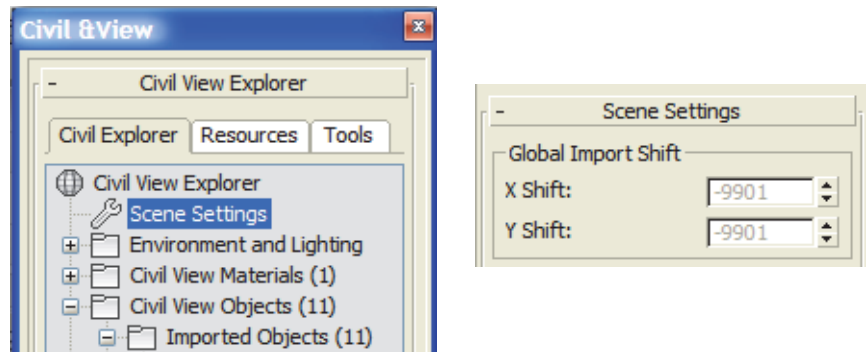 Civil &View
- Civil View Explorer
Civil Explorer Resources Tools
Civil View Explorer
Scene Settings
Environment and Lighting
Civil View Materials (1)
Civil View Objects (11)
Imported Objects (11)
- Scene Settings
Global Import Shift
X Shift: -9901
Y Shift: -9901